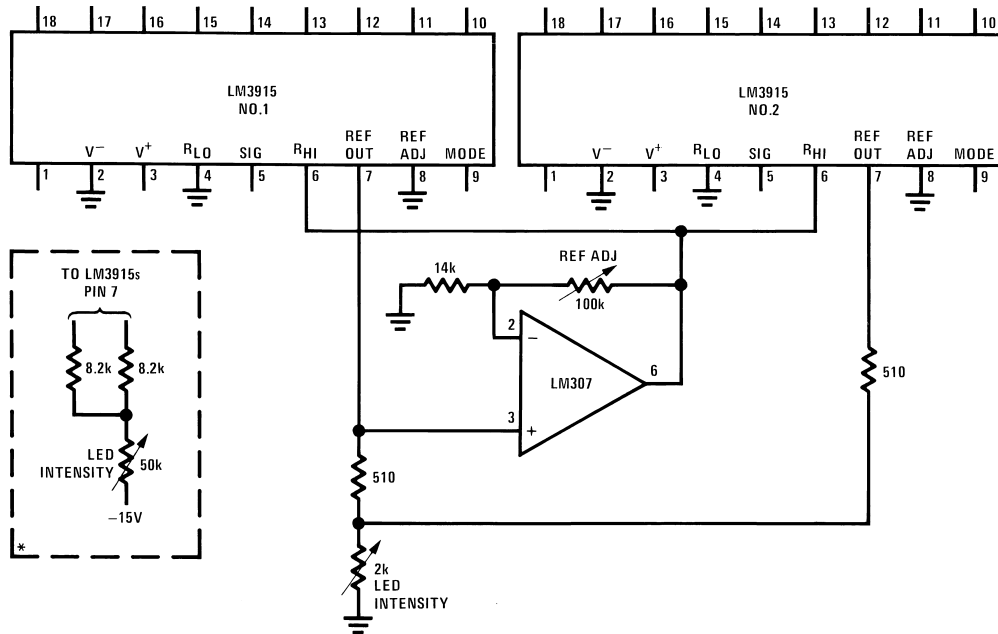 18 17 16 15 14 13 12 11 10
18 17 16 15 14 13 12 11 10
LM3915
NO.1
V− V+ RLO SIG RHI REF OUT REF ADJ MODE
1 2 3 4 5 6 7 8 9
LM3915
NO.2
V− V+ RLO SIG RHI REF OUT REF ADJ MODE
1 2 3 4 5 6 7 8 9
TO LM3915s
PIN 7
8.2k 8.2k
LED
INTENSITY 50k
−15V
*
14k
REF ADJ
100k
2
−
LM307
6
3
+
510
510
2k
LED
INTENSITY